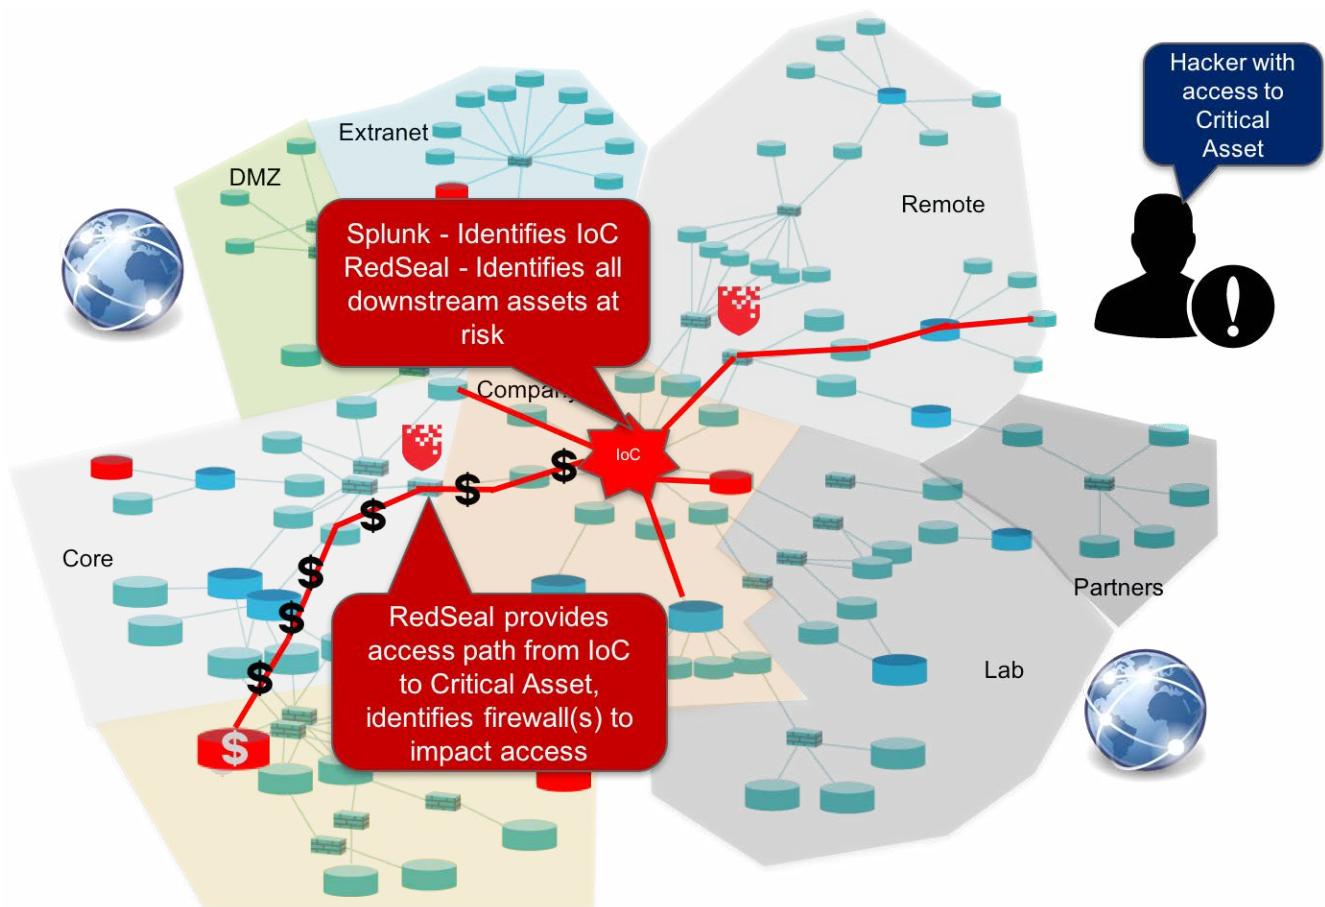 Hacker with
access to
Critical
Asset
Extranet
DMZ
Remote
Splunk - Identifies IoC
RedSeal - Identifies all
downstream assets at
risk
Company
IoC
$
$
$
$
$
$
$
Core
Partners
RedSeal provides
access path from IoC
to Critical Asset,
identifies firewall(s) to
impact access
Lab